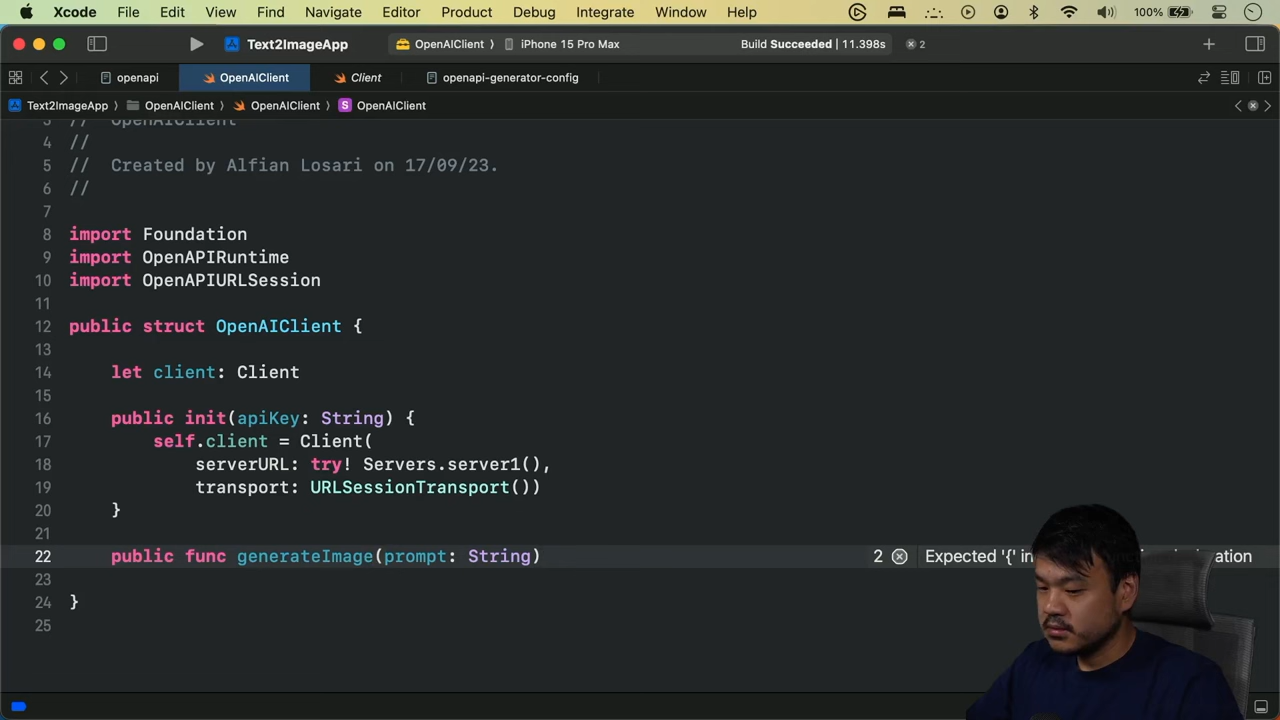 Xcode File Edit View Find Navigate Editor Product Debug Integrate Window Help 100%
Text2ImageApp OpenAIClient 〉 iPhone 15 Pro Max Build Succeeded | 11.398s 2
openapi OpenAIClient Client openapi-generator-config
Text2ImageApp 〉 OpenAIClient 〉 OpenAIClient 〉 OpenAIClient
3 // OpenAIClient
4 //
5 // Created by Alfian Losari on 17/09/23.
6 //
7
8 import Foundation
9 import OpenAPIRuntime
10 import OpenAPIURLSession
11
12 public struct OpenAIClient {
13
14 let client: Client
15
16 public init(apiKey: String) {
17 self.client = Client(
18 serverURL: try! Servers.server1(),
19 transport: URLSessionTransport())
20 }
21
22 public func generateImage(prompt: String) 2 Expected '{' in
23
24 }
25